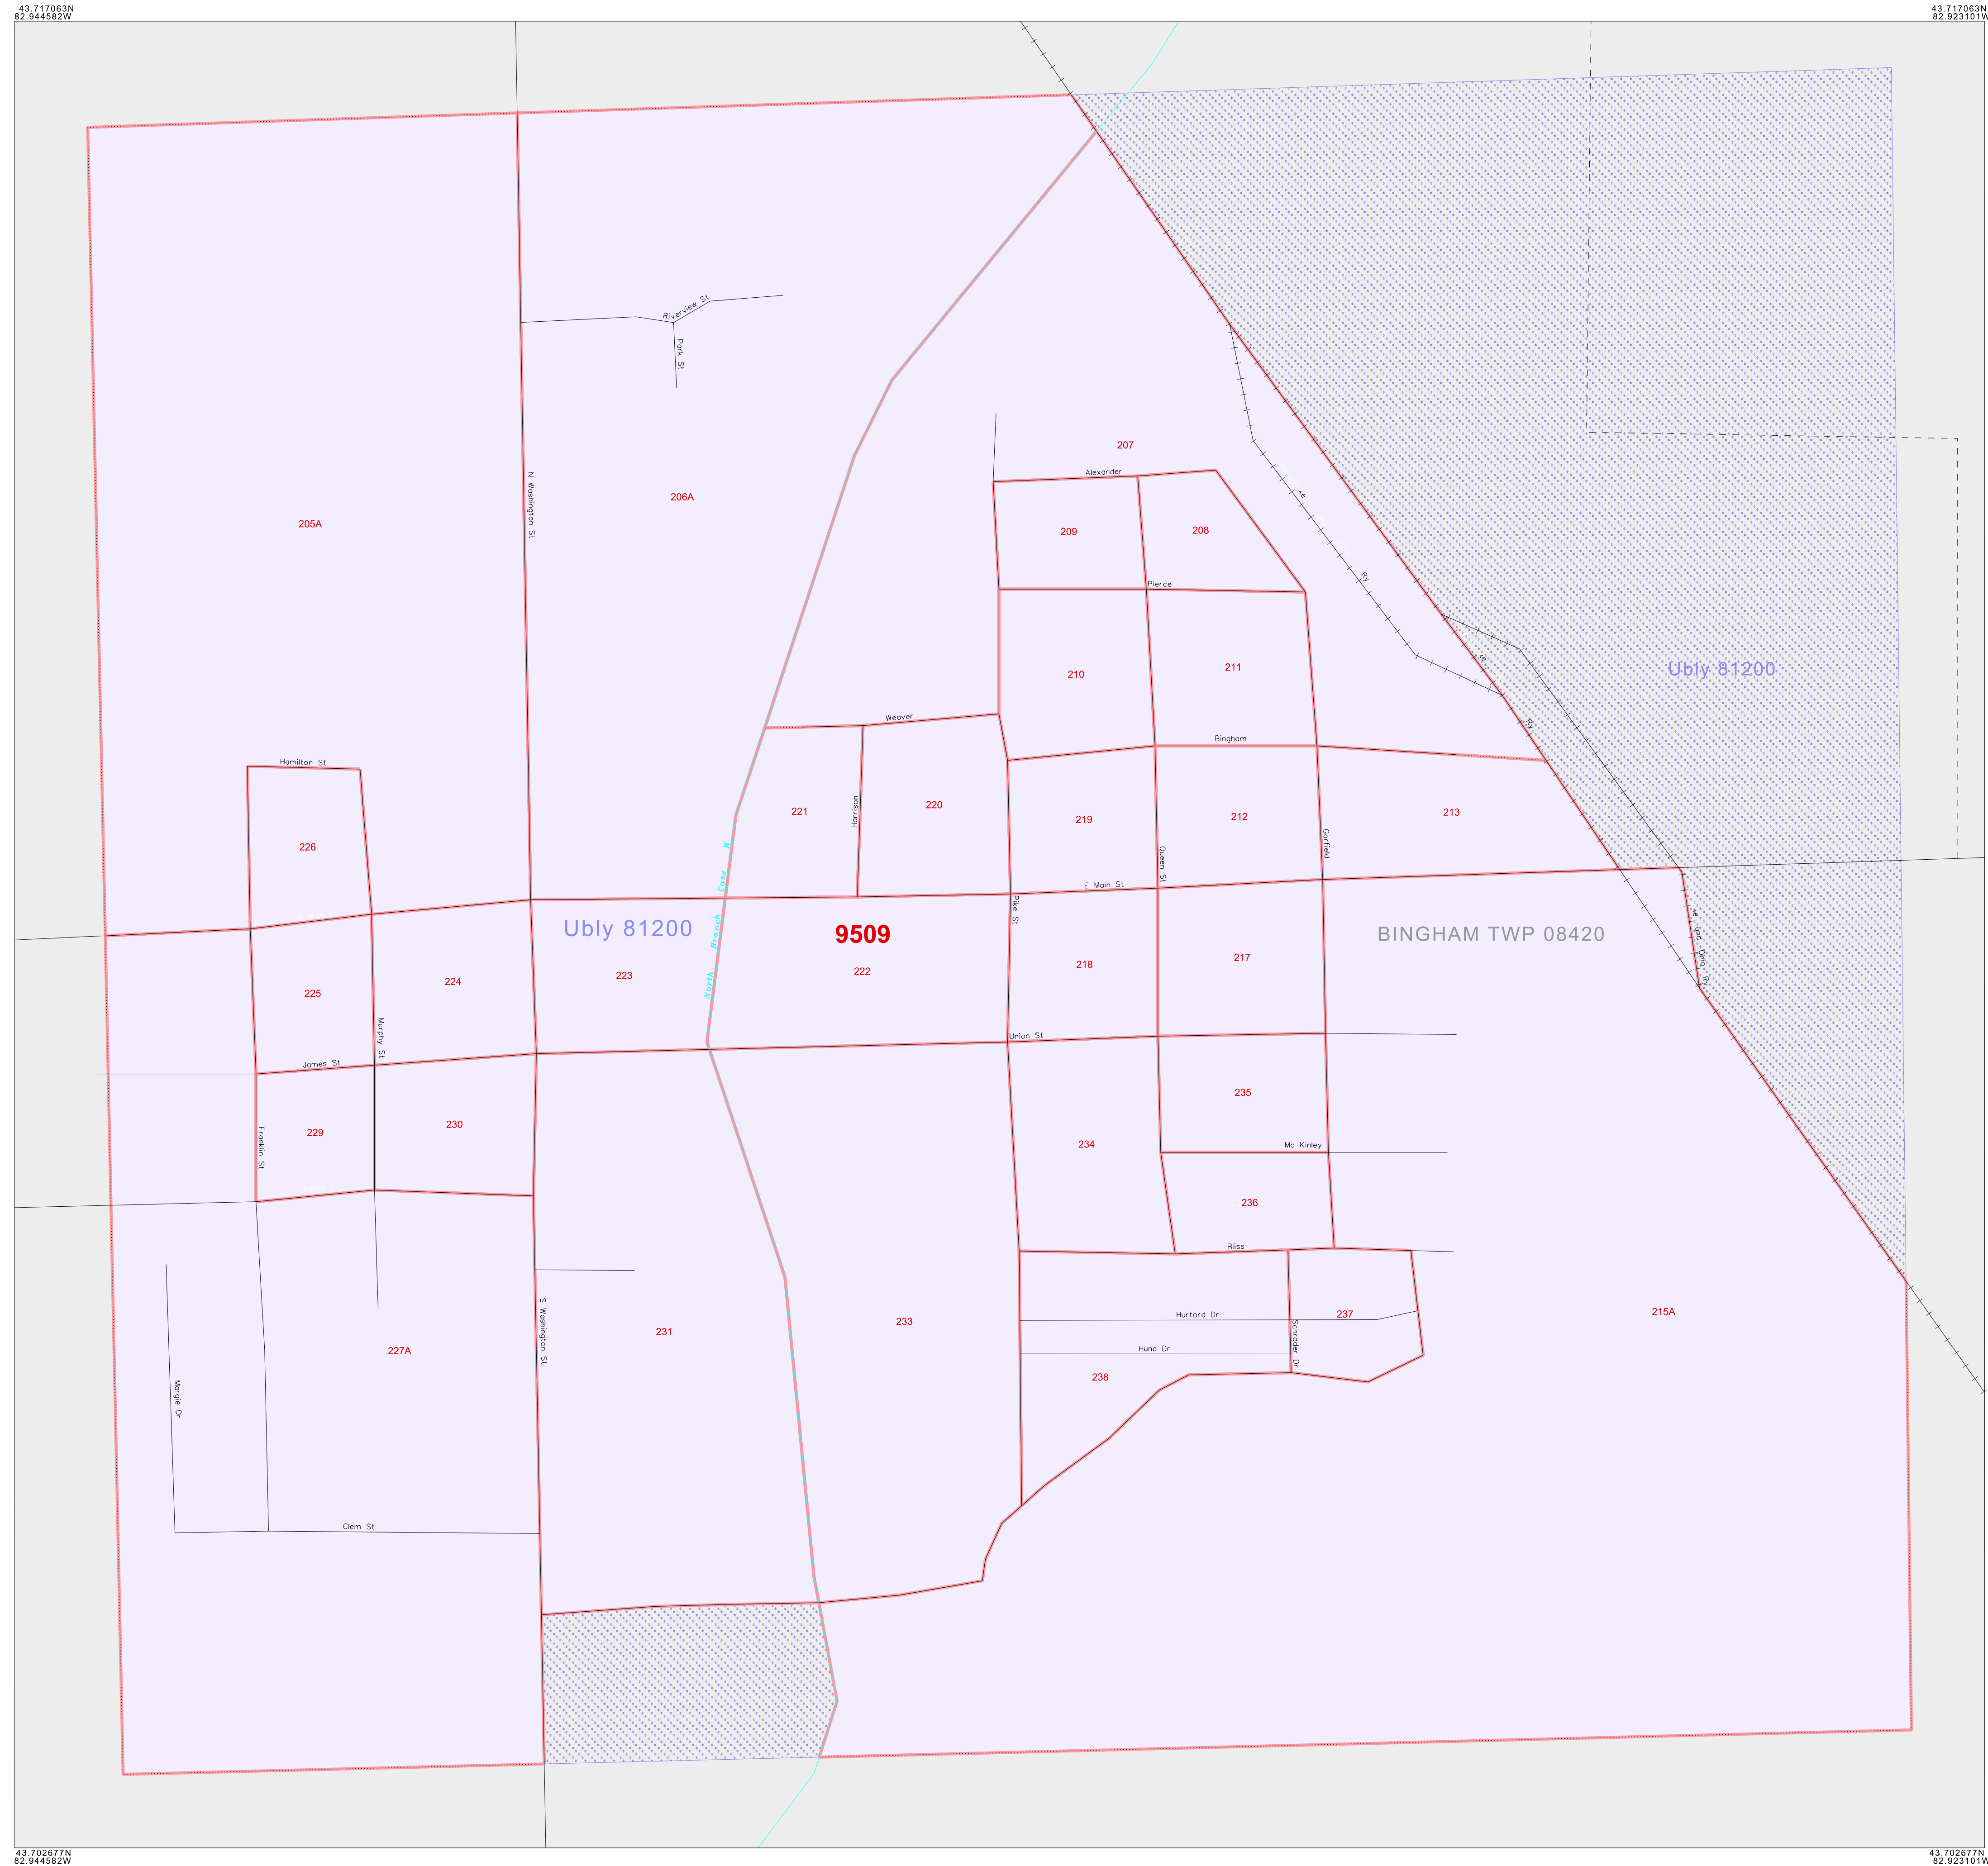 43.717063N
82.944582W
43.717063N
82.923101W
Riverview St
Park St
207
Alexander
N Washington St
206A
205A
209
208
Pierce
Ry
210
211
Ubly 81200
Ry
Weaver
Bingham
Hamilton St
Harrison
220
221
219
212
213
226
Garfield
Queen St
E Main St
Pike St
North Branch Cass R
Ubly 81200
9509
BINGHAM TWP 08420
222
223
218
217
224
225
Ry
Murphy St
Union St
James St
229
230
Franklin St
235
234
Mc Kinley
236
Bliss
S Washington St
231
233
Hurford Dr
237
215A
Schrader Dr
Hund Dr
227A
238
Margie Dr
Clem St
43.702677N
82.944582W
43.702677N
82.923101W